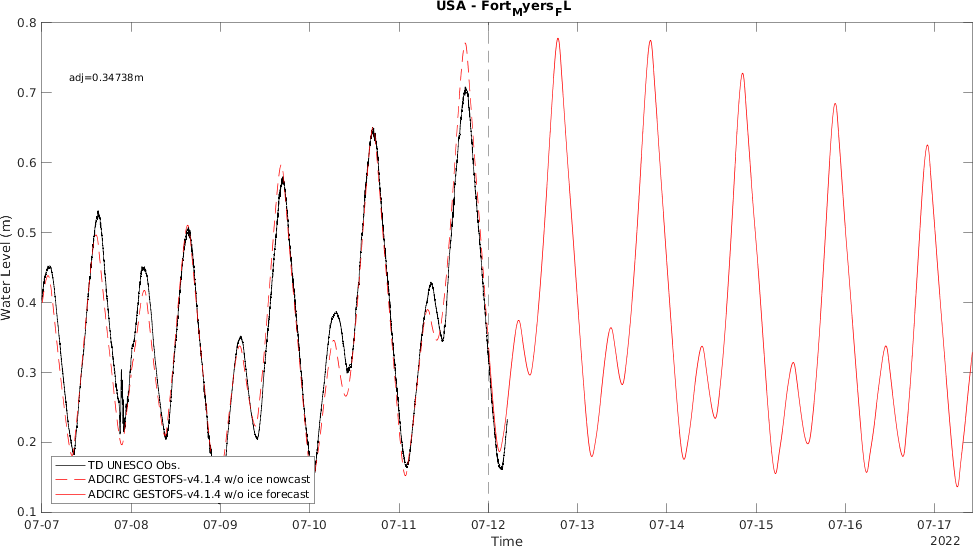 USA - FortMyersFL
adj=0.34738m
Water Level (m)
0.8
0.7
0.6
0.5
0.4
0.3
0.2
0.1
TD UNESCO Obs.
ADCIRC GESTOFS-v4.1.4 w/o ice nowcast
ADCIRC GESTOFS-v4.1.4 w/o ice forecast
07-07 07-08 07-09 07-10 07-11 07-12 07-13 07-14 07-15 07-16 07-17
Time
2022